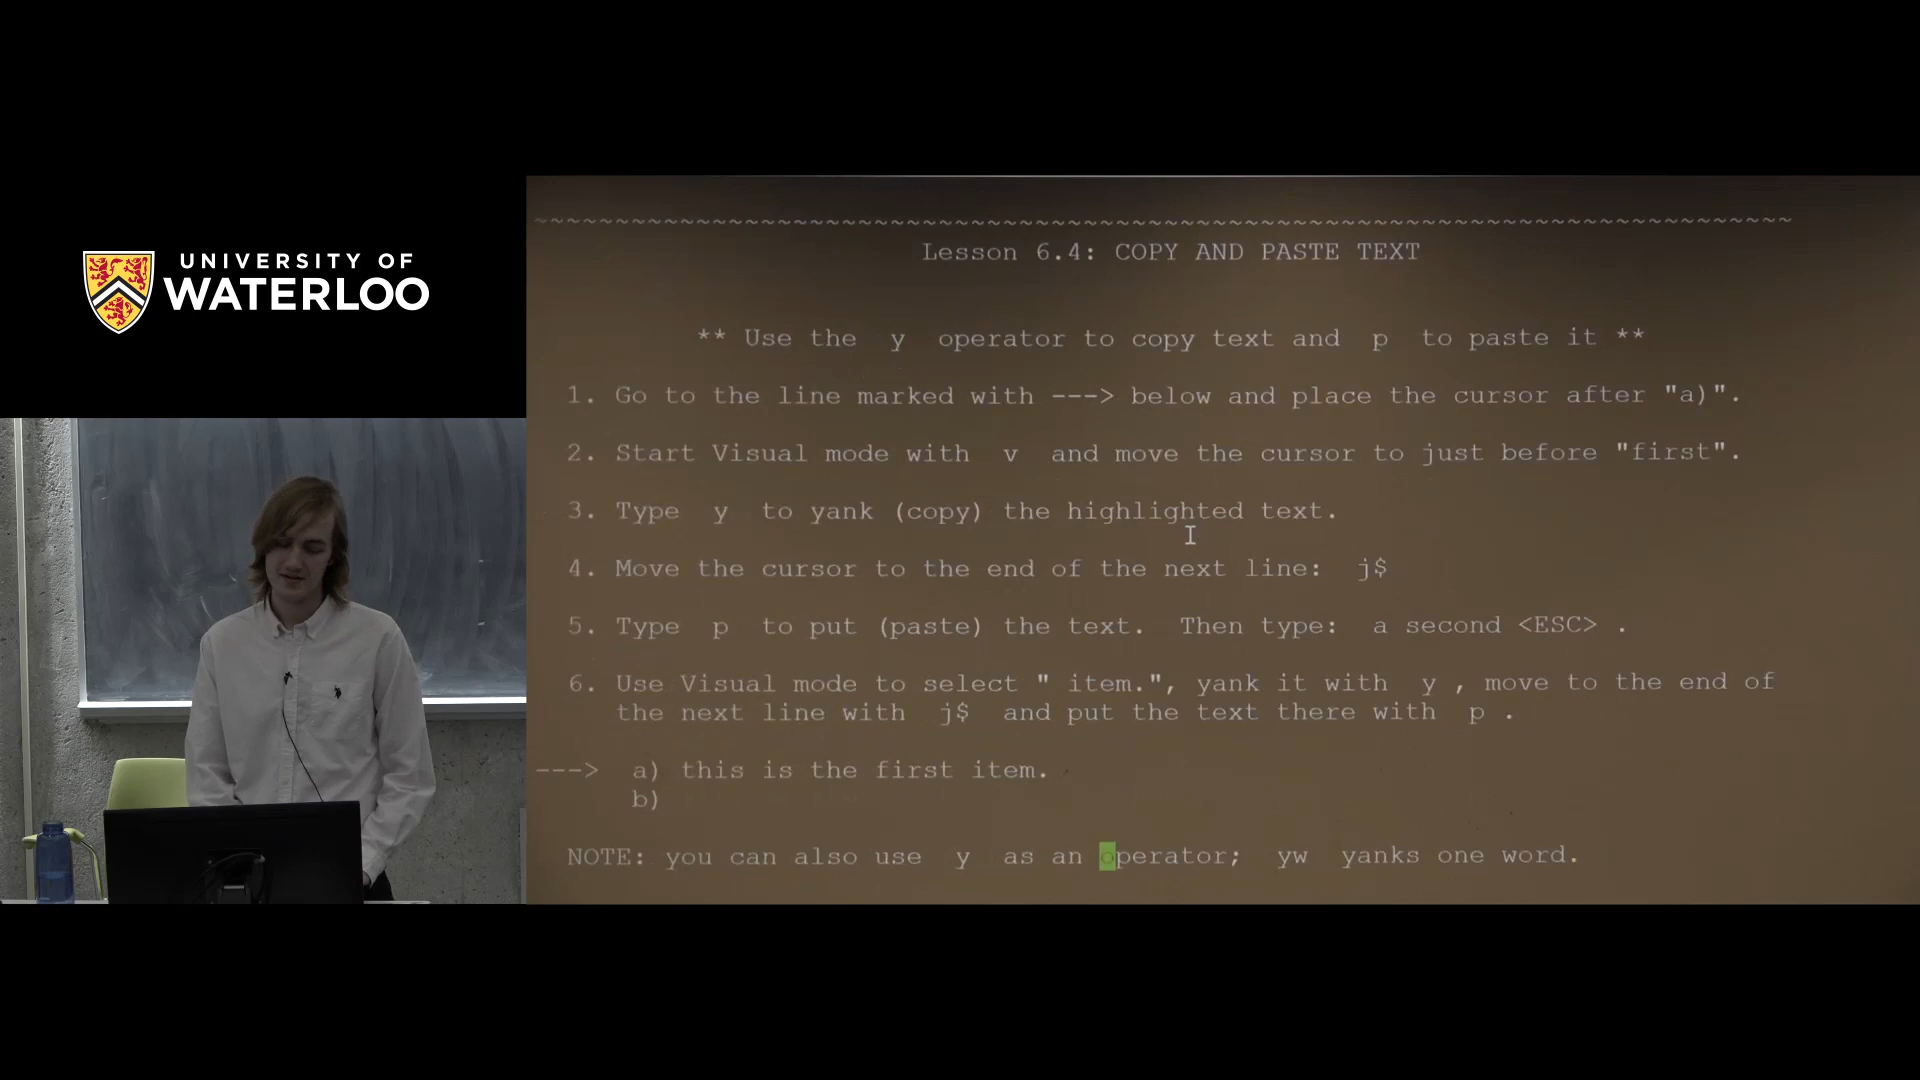 UNIVERSITY OF
WATERLOO
~~~~~~~~~~~~~~~~~~~~~~~~~~~~~~~~~~~~~~~~~~~~~~~~~~~~~~~~~~~~~~~~~~~~~~~~~~~~~~
Lesson 6.4: COPY AND PASTE TEXT
** Use the  y  operator to copy text and  p  to paste it **
1. Go to the line marked with ---> below and place the cursor after "a)".
2. Start Visual mode with  v  and move the cursor to just before "first".
3. Type  y  to yank (copy) the highlighted text.
4. Move the cursor to the end of the next line:  j$
5. Type  p  to put (paste) the text.  Then type:  a second <ESC> .
6. Use Visual mode to select " item.", yank it with  y , move to the end of
the next line with  j$  and put the text there with  p .
--->  a) this is the first item.
b)
NOTE: you can also use  y  as an operator;  yw  yanks one word.